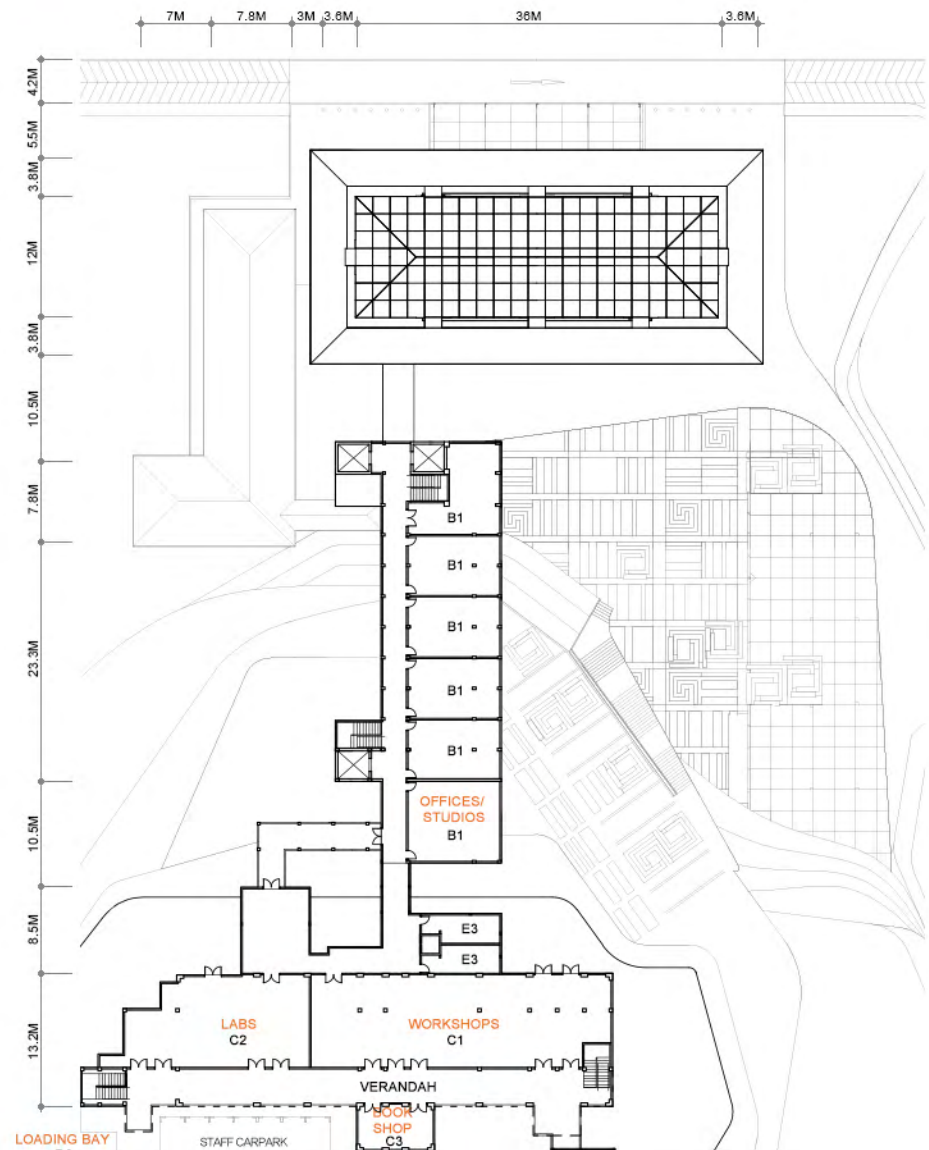 7M
7.8M
3M
3.6M
36M
3.6M
4.2M
5.5M
3.8M
12M
3.8M
10.5M
7.8M
23.3M
10.5M
8.5M
13.2M
B1
B1
B1
B1
B1
OFFICES/
STUDIOS
B1
E3
E3
LABS
C2
WORKSHOPS
C1
VERANDAH
BOOK
SHOP
C3
LOADING BAY
STAFF CARPARK